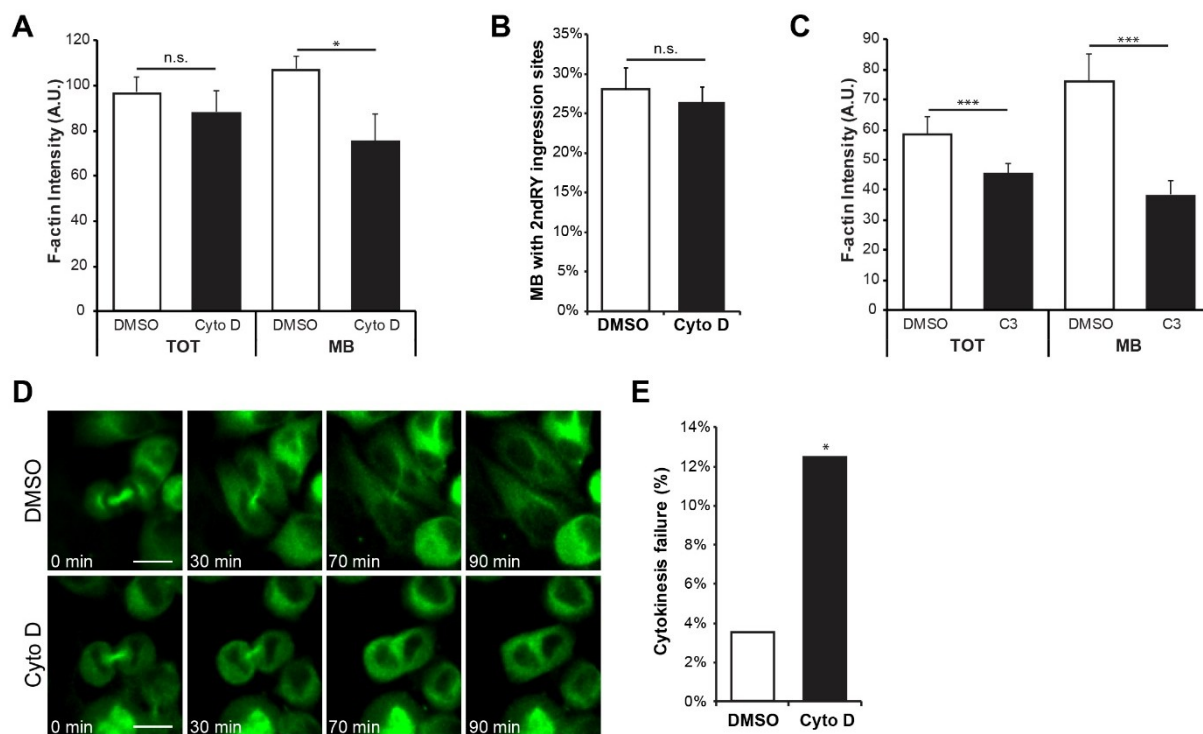 A
F-actin Intensity (A.U.)
120
100
80
60
40
20
0
n.s.
*
DMSO Cyto D DMSO Cyto D
TOT MB
B
MB with 2ndRY ingression sites
35%
30%
25%
20%
15%
10%
5%
0%
n.s.
DMSO Cyto D
C
F-actin Intensity (A.U.)
90
80
70
60
50
40
30
20
10
0
***
***
DMSO C3 DMSO C3
TOT MB
D
DMSO
0 min 30 min 70 min 90 min
Cyto D
0 min 30 min 70 min 90 min
E
Cytokinesis failure (%)
14%
12%
10%
8%
6%
4%
2%
0%
*
DMSO Cyto D